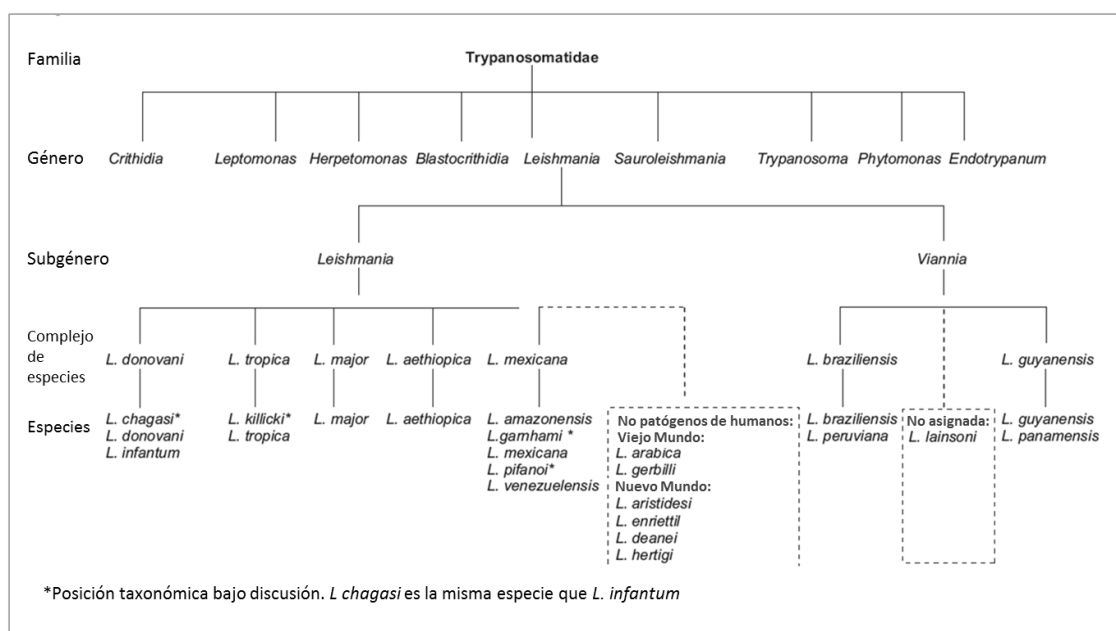 Familia
Trypanosomatidae
Género
Crithidia Leptomonas Herpetomonas Blastocrithidia Leishmania Sauroleishmania Trypanosoma Phytomonas Endotrypanum
Subgénero
Leishmania Viannia
Complejo
de
especies
L. donovani L. tropica L. major L. aethiopica L. mexicana L. braziliensis L. guyanensis
Especies
L. chagasi* L. killicki* L. major L. aethiopica L. amazonensis
L. donovani L. tropica L.gamhami *
L. infantum L. mexicana
L. pifanoi*
L. venezuelensis
No patógenos de humanos:
Viejo Mundo:
L. arabica
L. gerbilli
Nuevo Mundo:
L. aristidesi
L. enriettil
L. deanei
L. hertigi
L. braziliensis
L. peruviana
No asignada:
L. lainsoni
L. guyanensis
L. panamensis
*Posición taxonómica bajo discusión. L chagasi es la misma especie que L. infantum